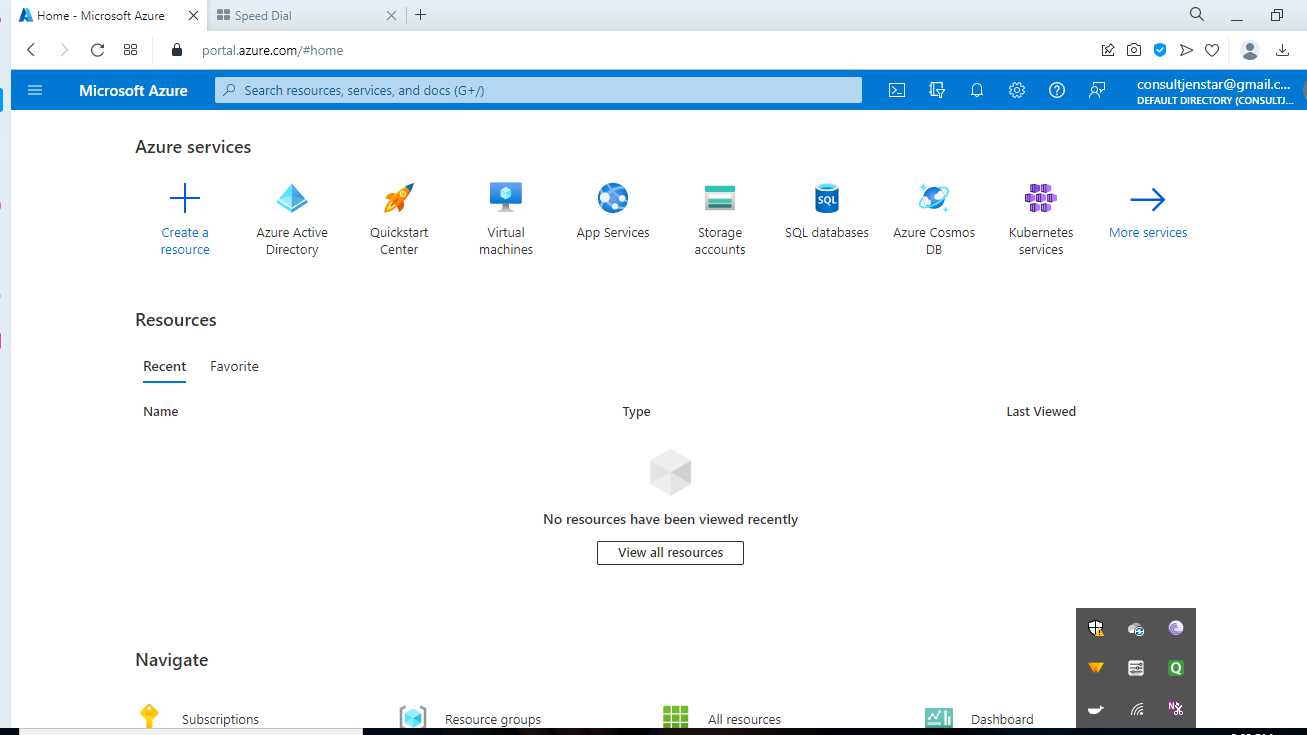 Home - Microsoft Azure
Speed Dial
portal.azure.com/#home
Microsoft Azure
Search resources, services, and docs (G+/)
consultjenstar@gmail.c...
DEFAULT DIRECTORY (CONSULTJ...
Azure services
Create a resource
Azure Active Directory
Quickstart Center
Virtual machines
App Services
Storage accounts
SQL
SQL databases
Azure Cosmos DB
Kubernetes services
More services
Resources
Recent
Favorite
Name
Type
Last Viewed
No resources have been viewed recently
View all resources
Navigate
Subscriptions
Resource groups
All resources
Dashboard